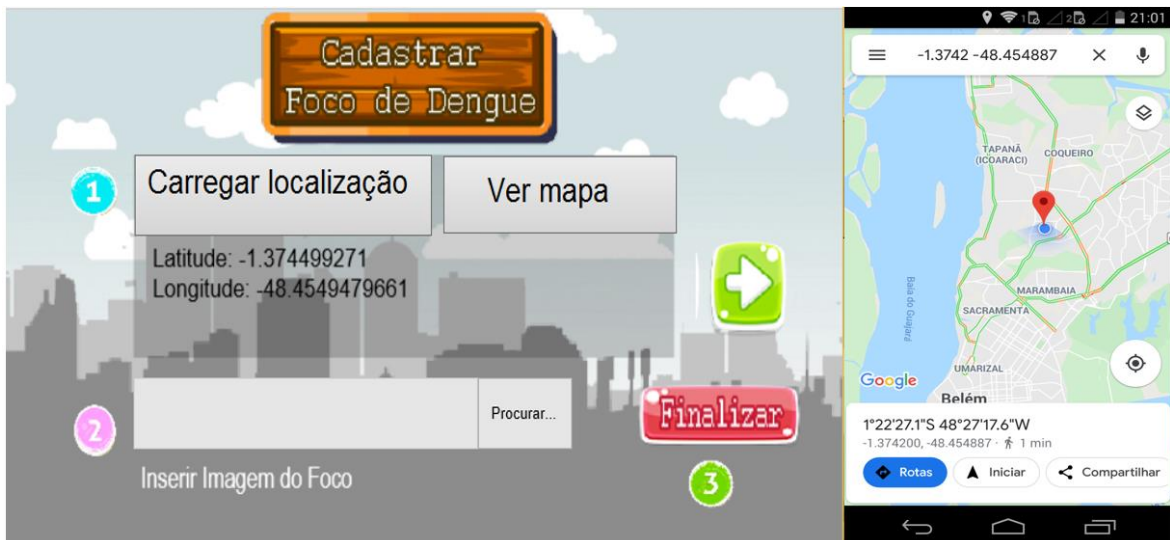 Cadastrar
Foco de Dengue
1
Carregar localização
Ver mapa
Latitude: -1.374499271
Longitude: -48.4549479661
2
Procurar...
Finalizar
Inserir Imagem do Foco
3
1 2 21:01
-1.3742 -48.454887
TAPANÃ
(ICOARACI)
COQUEIRO
Baía do Guajará
MARAMBAIA
SACRAMENTA
UMARIZAL
Google
Belém
1°22'27.1"S 48°27'17.6"W
-1.374200, -48.454887 · 1 min
Rotas
Iniciar
Compartilhar